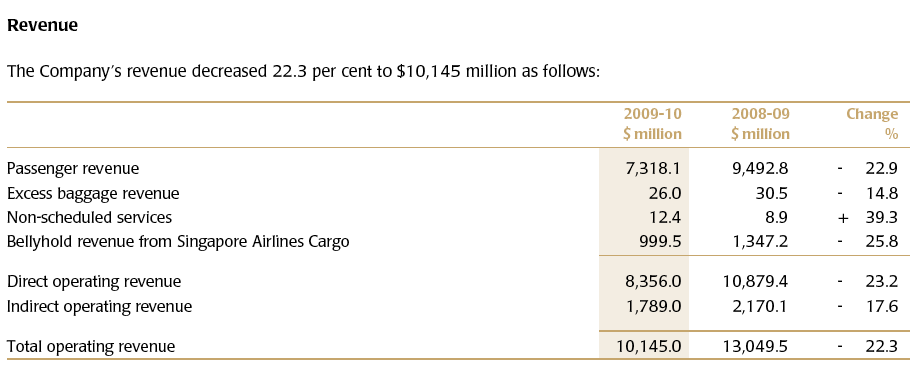 Revenue
The Company's revenue decreased 22.3 per cent to $10,145 million as follows:
2009-10 2008-09 Change
$ million $ million %
Passenger revenue 7,318.1 9,492.8 - 22.9
Excess baggage revenue 26.0 30.5 - 14.8
Non-scheduled services 12.4 8.9 + 39.3
Bellyhold revenue from Singapore Airlines Cargo 999.5 1,347.2 - 25.8
Direct operating revenue 8,356.0 10,879.4 - 23.2
Indirect operating revenue 1,789.0 2,170.1 - 17.6
Total operating revenue 10,145.0 13,049.5 - 22.3